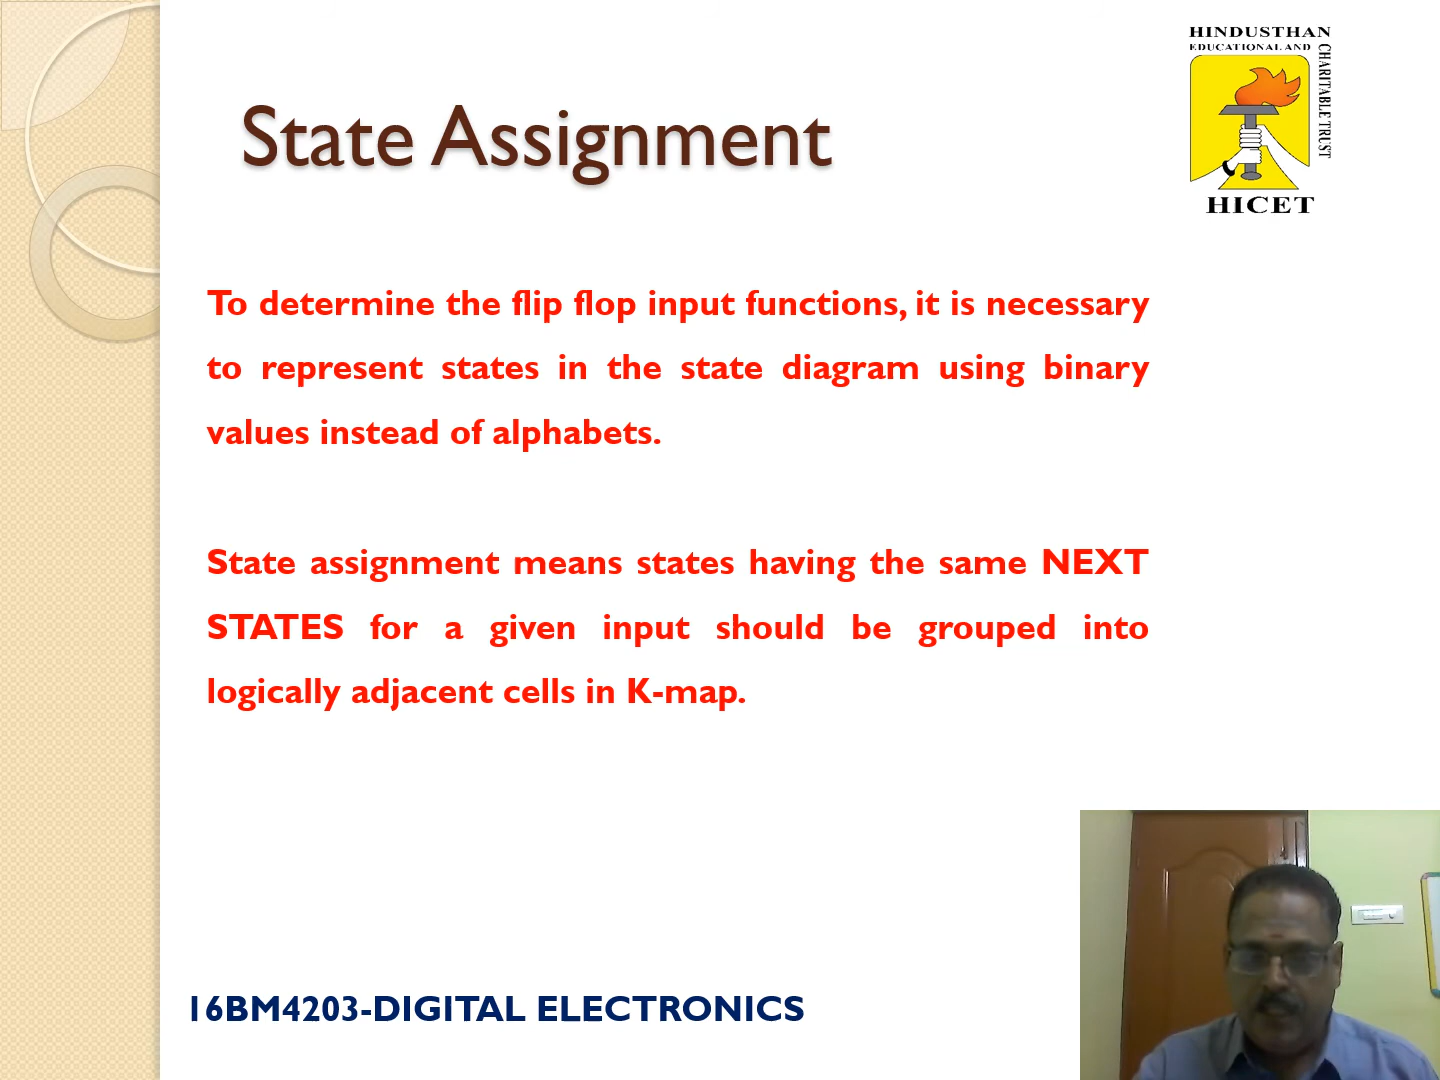 HINDUSTHAN
EDUCATIONAL AND
CHARITABLE TRUST
HICET
State Assignment
To determine the flip flop input functions, it is necessary
to represent states in the state diagram using binary
values instead of alphabets.
State assignment means states having the same NEXT
STATES for a given input should be grouped into
logically adjacent cells in K-map.
16BM4203-DIGITAL ELECTRONICS